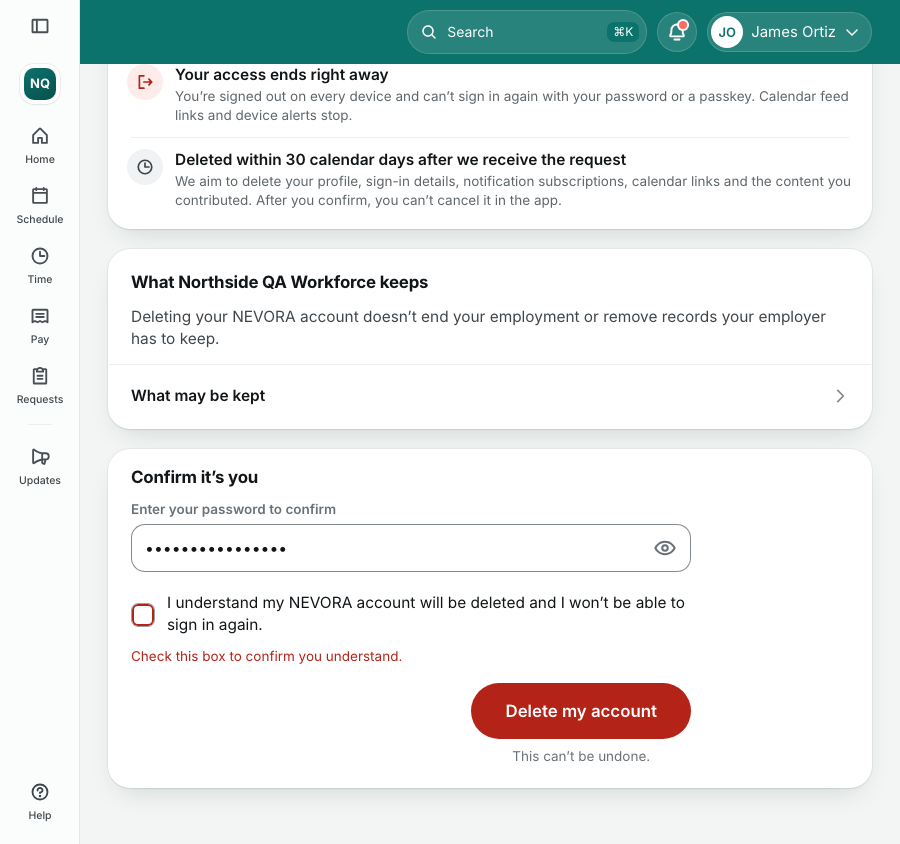 Search
⌘K
JO
James Ortiz
NQ
Home
Schedule
Time
Pay
Requests
Updates
Help
Your access ends right away
You’re signed out on every device and can’t sign in again with your password or a passkey. Calendar feed
links and device alerts stop.
Deleted within 30 calendar days after we receive the request
We aim to delete your profile, sign-in details, notification subscriptions, calendar links and the content you
contributed. After you confirm, you can’t cancel it in the app.
What Northside QA Workforce keeps
Deleting your NEVORA account doesn’t end your employment or remove records your employer
has to keep.
What may be kept
Confirm it’s you
Enter your password to confirm
••••••••••••••••
I understand my NEVORA account will be deleted and I won’t be able to
sign in again.
Check this box to confirm you understand.
Delete my account
This can’t be undone.